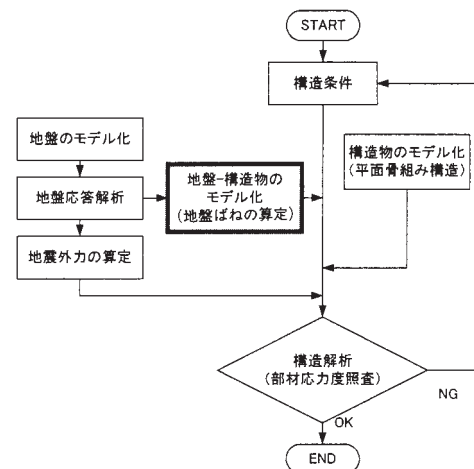 START
構造条件
地盤のモデル化
地盤応答解析
地震外力の算定
地盤-構造物の
モデル化
(地盤ばねの算定)
構造物のモデル化
(平面骨組み構造)
構造解析
(部材応力度照査)
NG
OK
END